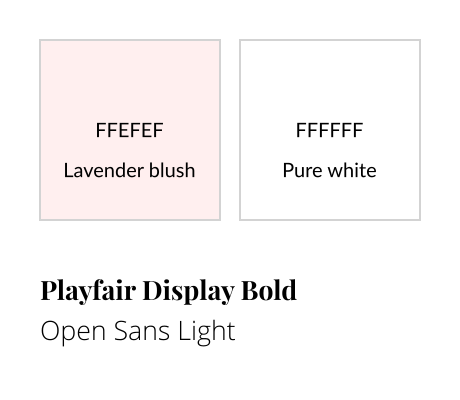 FFEFEF
Lavender blush
FFFFFF
Pure white
Playfair Display Bold
Open Sans Light